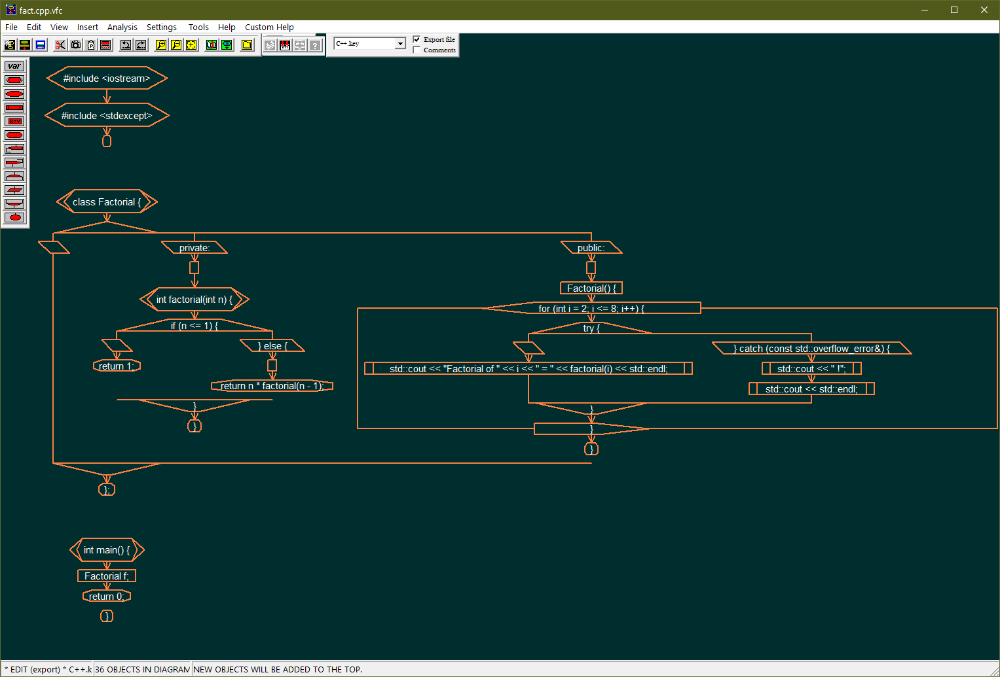 fact.cpp.vfc
File Edit View Insert Analysis Settings Tools Help Custom Help
C++.key
Export file
Comments
var
X=Y
#include <iostream>
#include <stdexcept>
class Factorial {
private:
public:
Factorial() {
int factorial(int n) {
for (int i = 2; i <= 8; i++) {
if (n <= 1) {
try {
} else {
} catch (const std::overflow_error&) {
return 1;
std::cout << "Factorial of " << i << " = " << factorial(i) << std::endl;
std::cout << " !";
return n * factorial(n - 1);
std::cout << std::endl;
}
}
}
}
}
};
int main() {
Factorial f;
return 0;
}
* EDIT (export) * C++.k 36 OBJECTS IN DIAGRAM NEW OBJECTS WILL BE ADDED TO THE TOP.